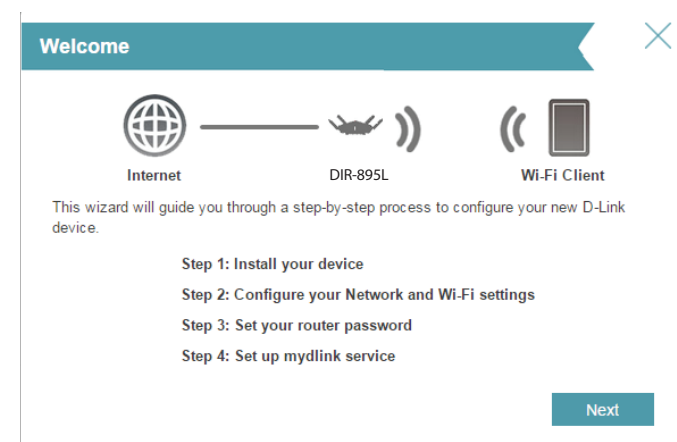 Welcome
Internet
DIR-895L
Wi-Fi Client
This wizard will guide you through a step-by-step process to configure your new D-Link
device.
Step 1: Install your device
Step 2: Configure your Network and Wi-Fi settings
Step 3: Set your router password
Step 4: Set up mydlink service
Next